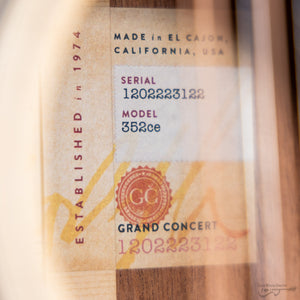 MADE in EL CAJON,
CALIFORNIA, USA
ESTABLISHED in 1974
SERIAL
1202223122
MODEL
352ce
GC
GRAND CONCERT
1202223122